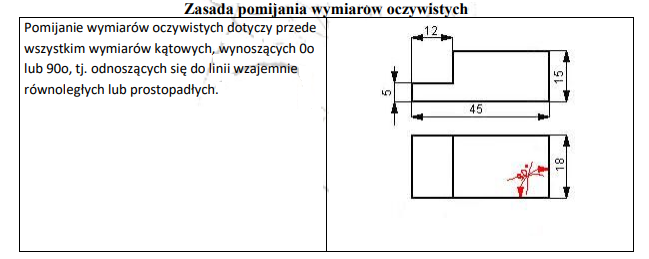 Zasada pomijania wymiarów oczywistych
Pomijanie wymiarów oczywistych dotyczy przede
wszystkim wymiarów kątowych, wynoszących 0o
lub 90o, tj. odnoszących się do linii wzajemnie
równoległych lub prostopadłych.
12
5
15
45
18